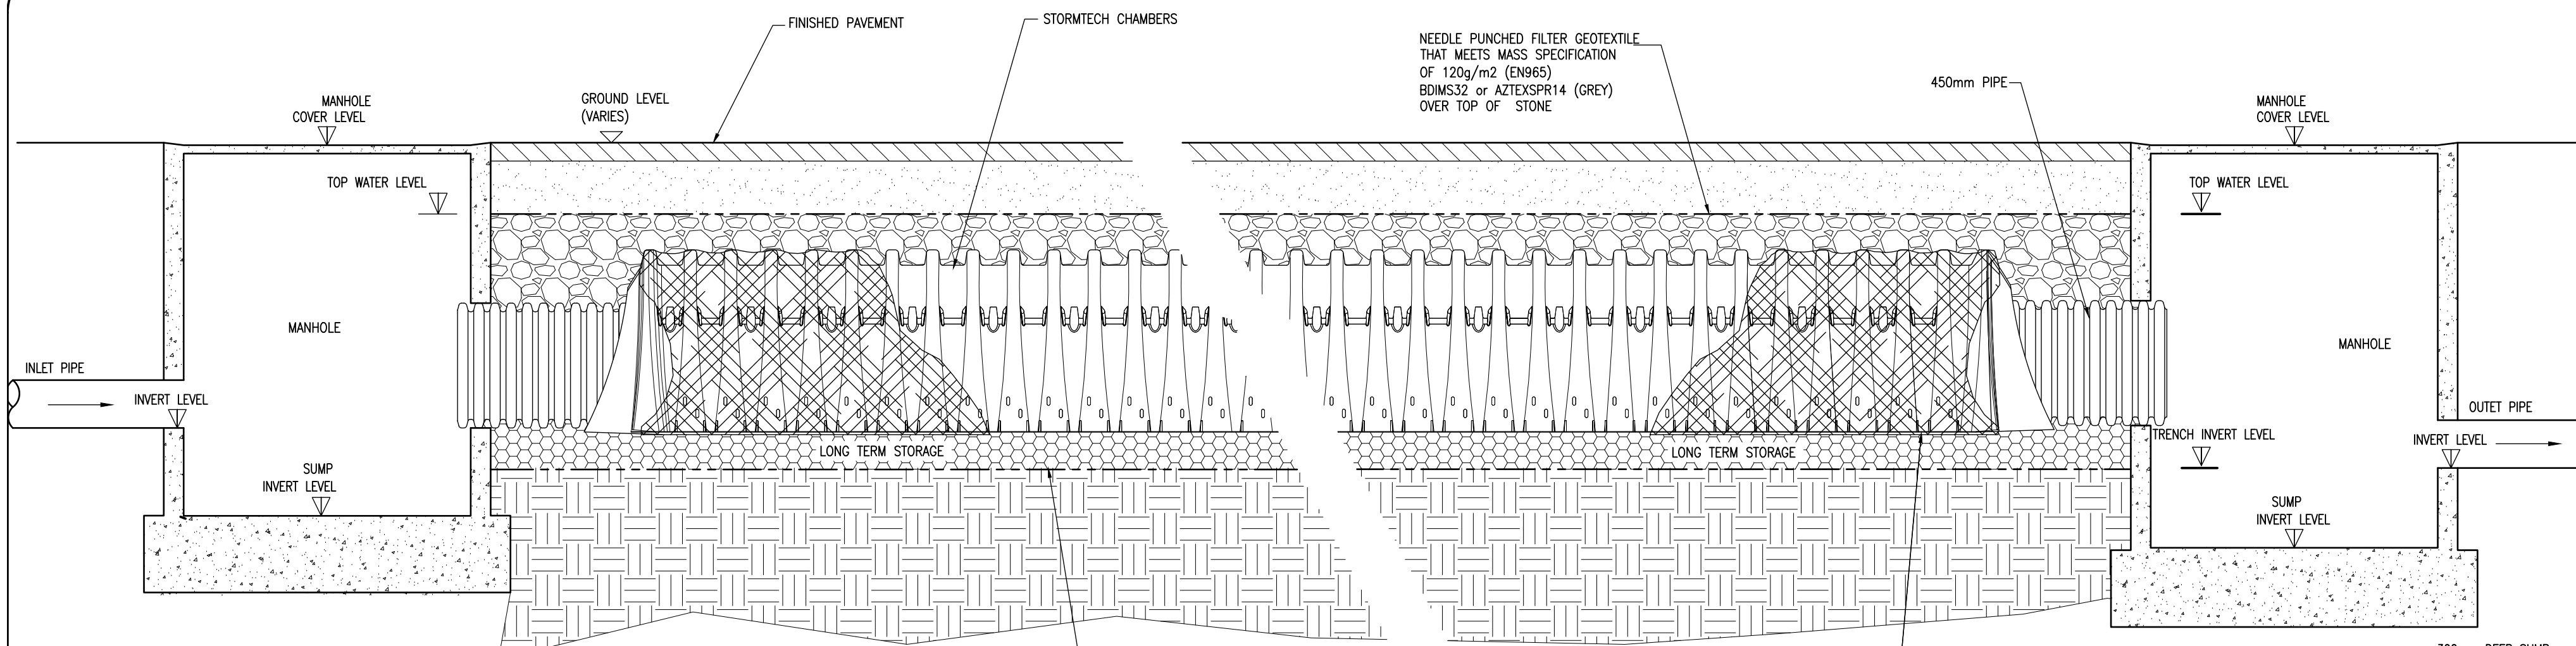 FINISHED PAVEMENT
STORMTECH CHAMBERS
NEEDLE PUNCHED FILTER GEOTEXTILE
THAT MEETS MASS SPECIFICATION
OF 120g/m2 (EN965)
BDIMS32 or AZTEXSPR14 (GREY)
OVER TOP OF STONE
450mm PIPE
MANHOLE
COVER LEVEL
GROUND LEVEL
(VARIES)
MANHOLE
COVER LEVEL
TOP WATER LEVEL
TOP WATER LEVEL
MANHOLE
MANHOLE
INLET PIPE
INVERT LEVEL
OUTET PIPE
TRENCH INVERT LEVEL
INVERT LEVEL
LONG TERM STORAGE
LONG TERM STORAGE
SUMP
INVERT LEVEL
SUMP
INVERT LEVEL